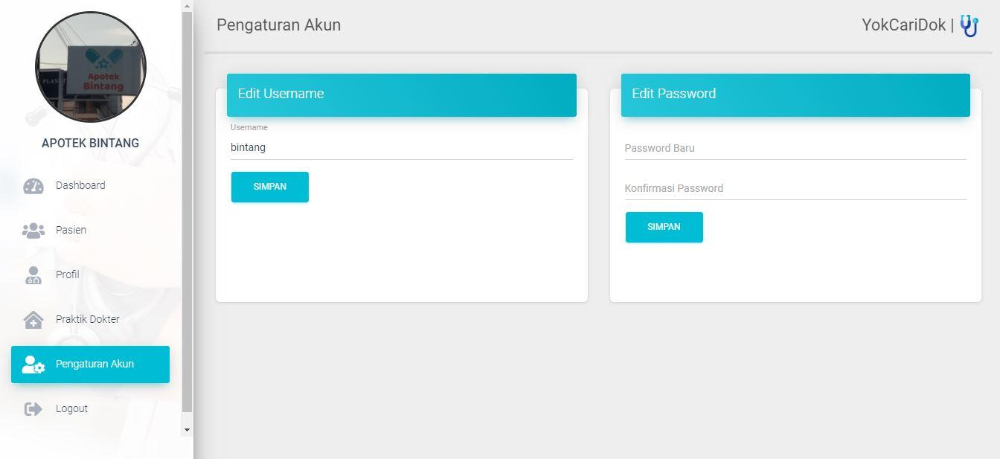 PLAN
Apotek
Bintang
APOTEK BINTANG
Dashboard
Pasien
Profil
Praktik Dokter
Pengaturan Akun
Logout
Pengaturan Akun
YokCariDok |
Edit Username
Username
bintang
SIMPAN
Edit Password
Password Baru
Konfirmasi Password
SIMPAN